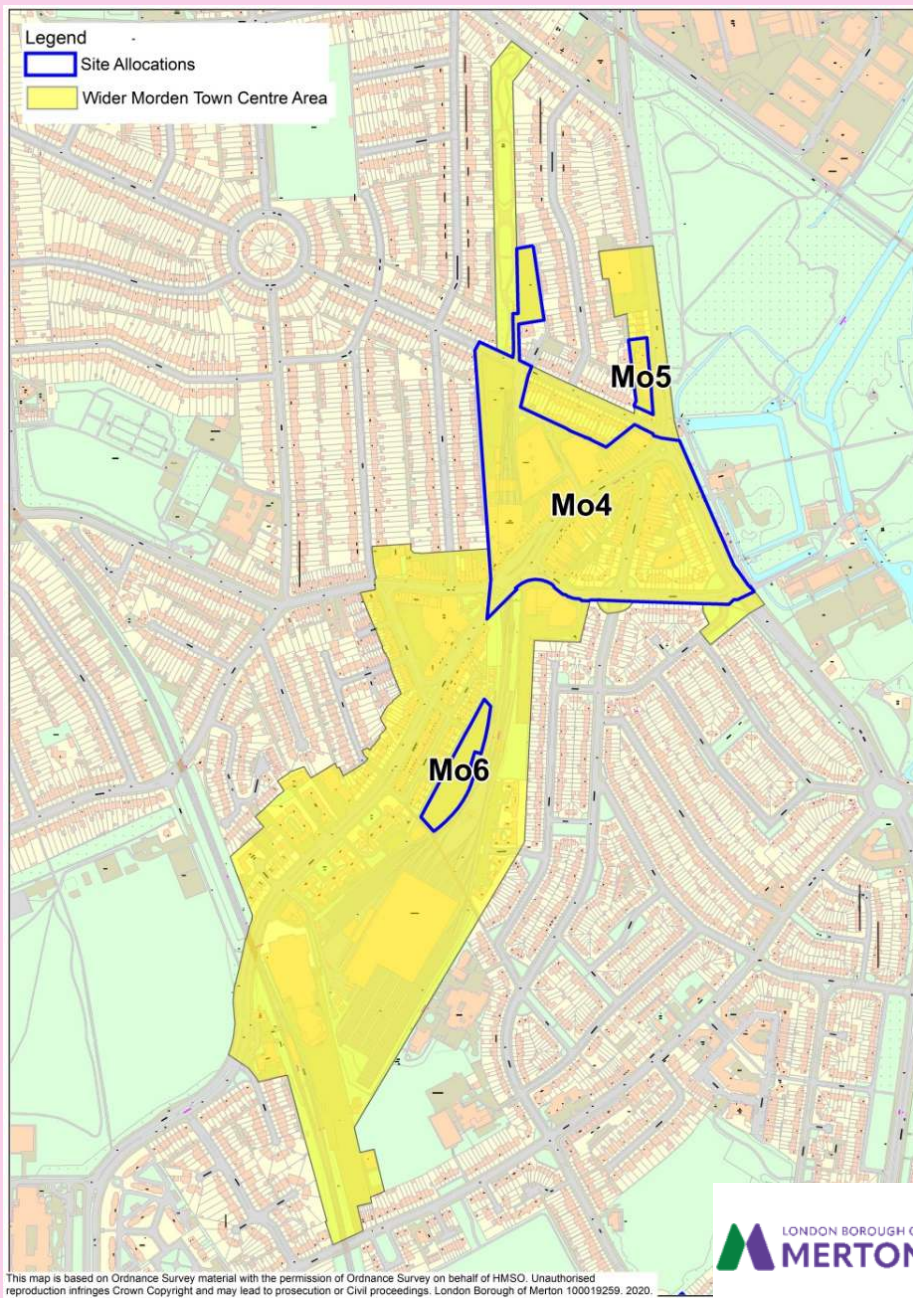 Legend
Site Allocations
Wider Morden Town Centre Area
Mo5
Mo4
Mo6
This map is based on Ordnance Survey material with the permission of Ordnance Survey on behalf of HMSO. Unauthorised
reproduction infringes Crown Copyright and may lead to prosecution or Civil proceedings. London Borough of Merton 100019259. 2020.
LONDON BOROUGH
MERTON